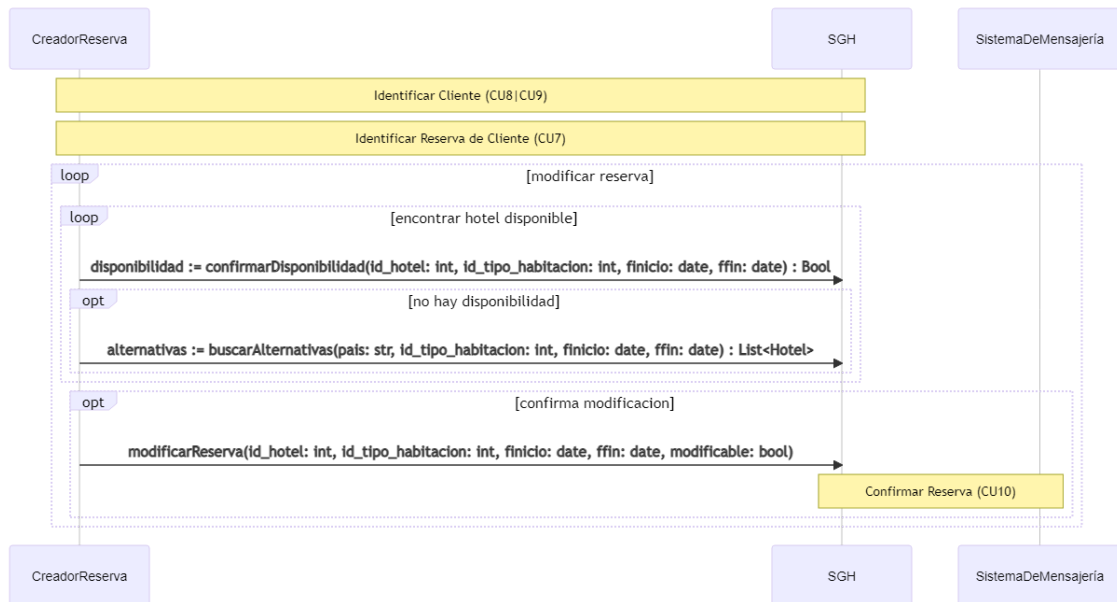 CreadorReserva
SGH
SistemaDeMensajería
Identificar Cliente (CU8|CU9)
Identificar Reserva de Cliente (CU7)
loop
[modificar reserva]
loop
[encontrar hotel disponible]
disponibilidad := confirmarDisponibilidad(id_hotel: int, id_tipo_habitacion: int, finicio: date, ffin: date) : Bool
opt
[no hay disponibilidad]
alternativas := buscarAlternativas(pais: str, id_tipo_habitacion: int, finicio: date, ffin: date) : List<Hotel>
opt
[confirma modificacion]
modificarReserva(id_hotel: int, id_tipo_habitacion: int, finicio: date, ffin: date, modificable: bool)
Confirmar Reserva (CU10)
CreadorReserva
SGH
SistemaDeMensajería